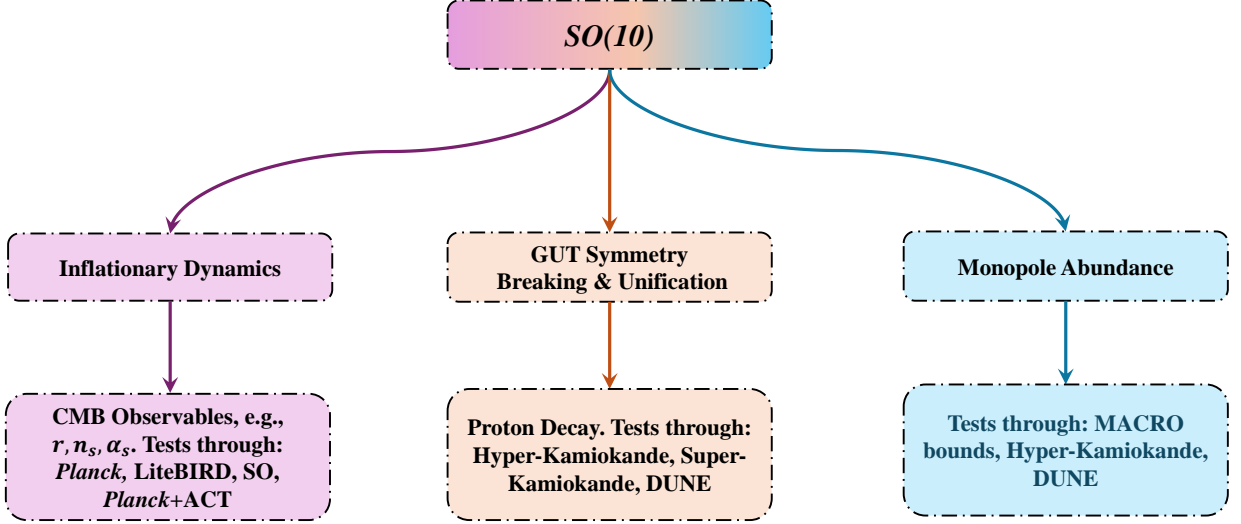 SO(10)
Inflationary Dynamics
GUT Symmetry
Breaking & Unification
Monopole Abundance
CMB Observables, e.g.,
r, nₛ, αₛ. Tests through:
Planck, LiteBIRD, SO,
Planck+ACT
Proton Decay. Tests through:
Hyper-Kamiokande, Super-
Kamiokande, DUNE
Tests through: MACRO
bounds, Hyper-Kamiokande,
DUNE